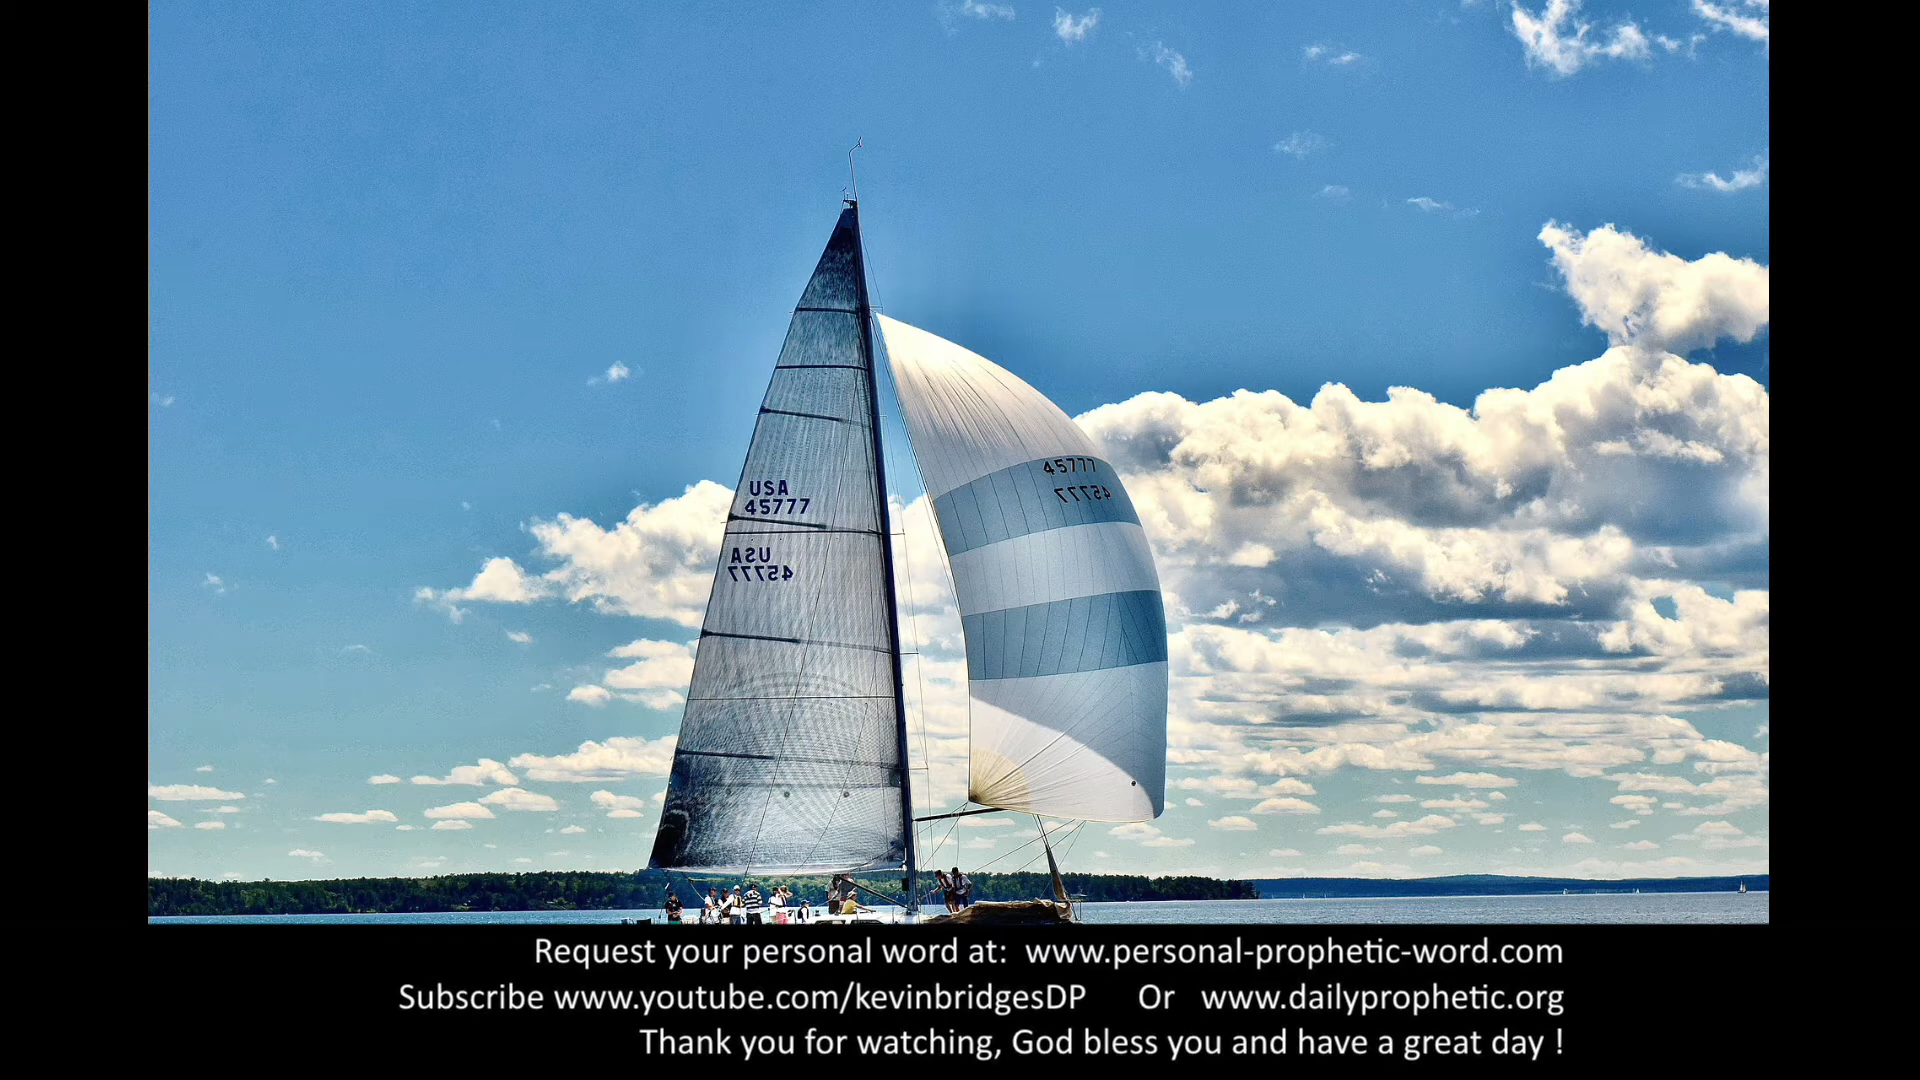 45777
45777
USA
45777
USA
45777
Request your personal word at: www.personal-prophetic-word.com
Subscribe www.youtube.com/kevinbridgesDP Or www.dailyprophetic.org
Thank you for watching, God bless you and have a great day !